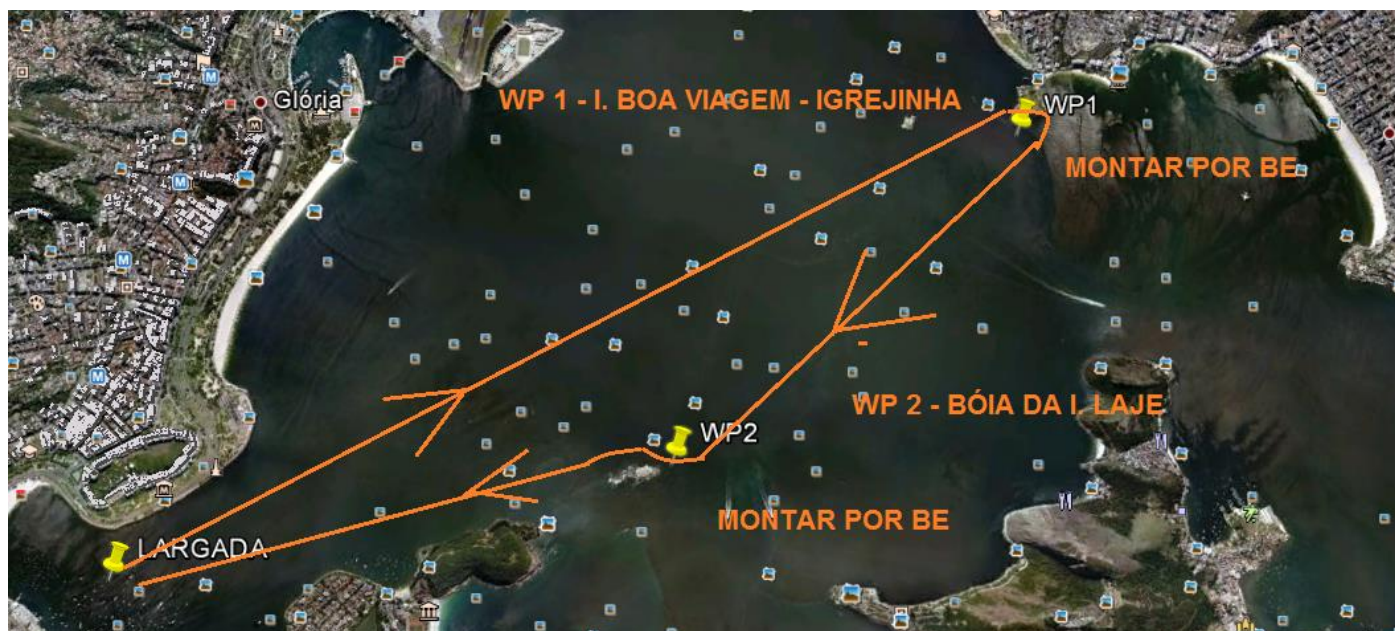 Glória
WP 1 - I. BOA VIAGEM - IGREJINHA
WP1
MONTAR POR BE
WP 2 - BÓIA DA I. LAJE
WP2
MONTAR POR BE
LARGADA
M
M
M
M